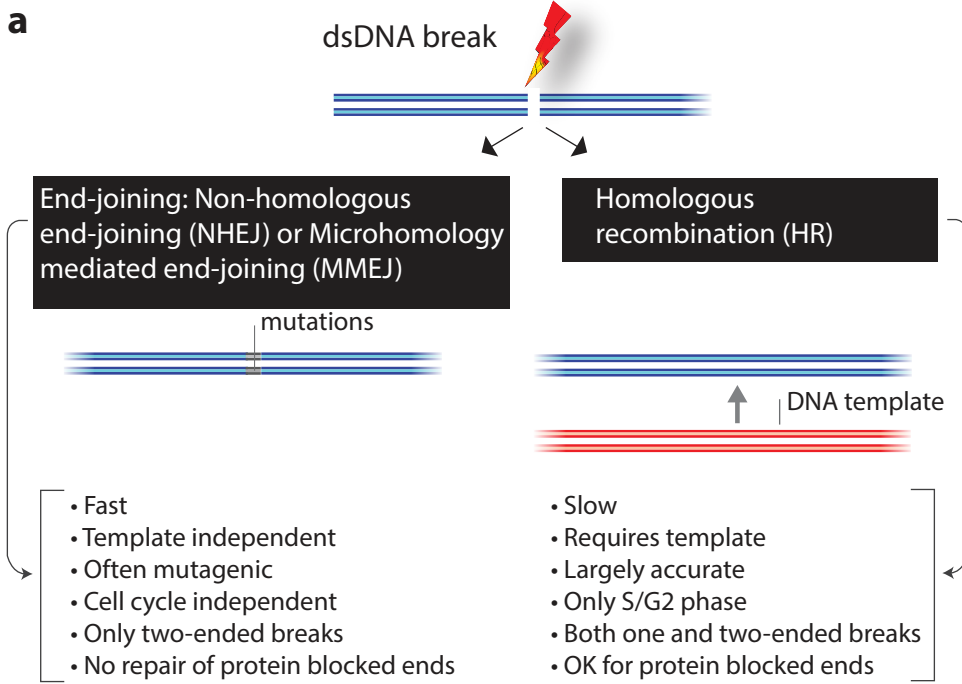 a
dsDNA break
End-joining: Non-homologous
end-joining (NHEJ) or Microhomology
mediated end-joining (MMEJ)
Homologous
recombination (HR)
mutations
DNA template
• Fast
• Template independent
• Often mutagenic
• Cell cycle independent
• Only two-ended breaks
• No repair of protein blocked ends
• Slow
• Requires template
• Largely accurate
• Only S/G2 phase
• Both one and two-ended breaks
• OK for protein blocked ends